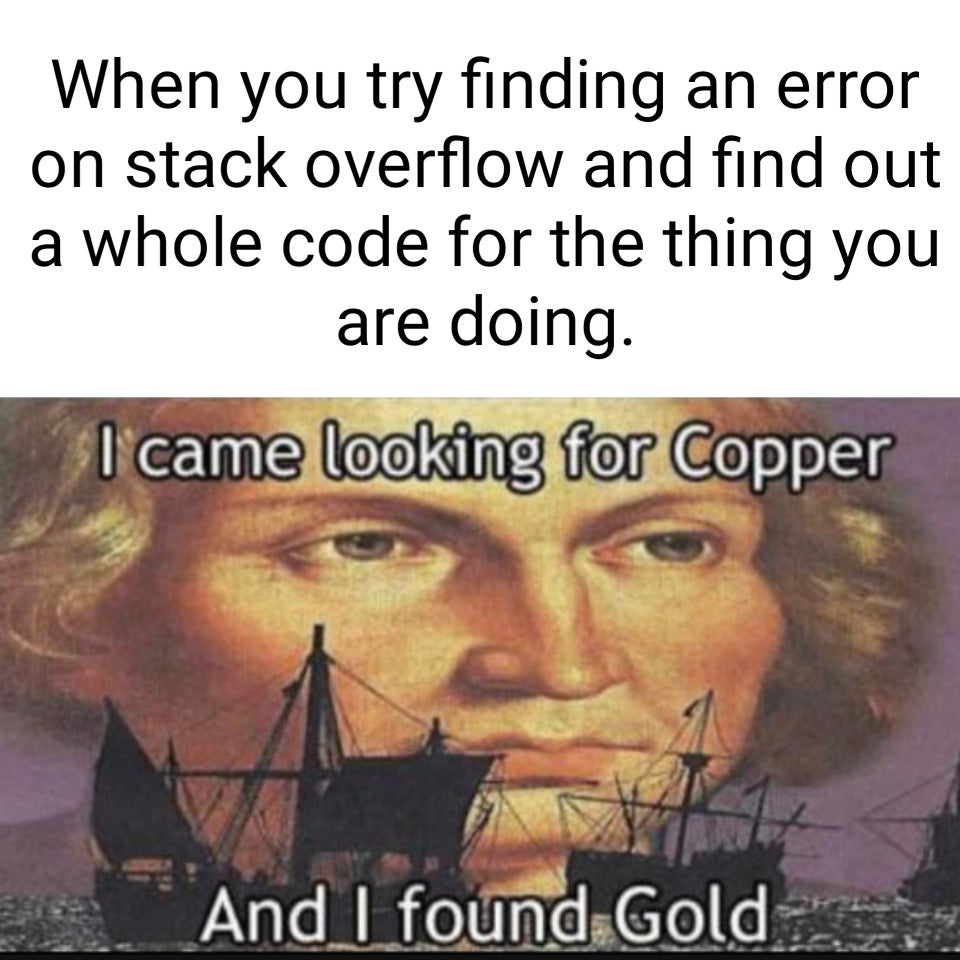 When you try finding an error
on stack overflow and find out
a whole code for the thing you
are doing.
I came looking for Copper
And I found Gold